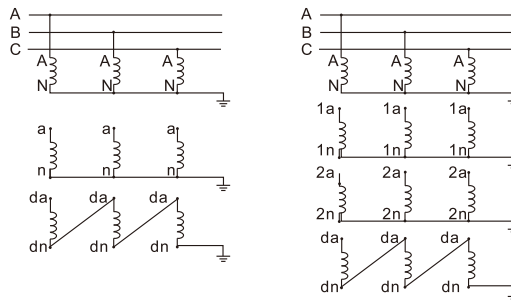 A
B
C
A A A
N N N
a a a
n
da da da
dn dn dn
A
B
C
A A A
N N N
1a 1a 1a
1n 1n 1n
2a 2a 2a
2n 2n 2n
da da da
dn dn dn